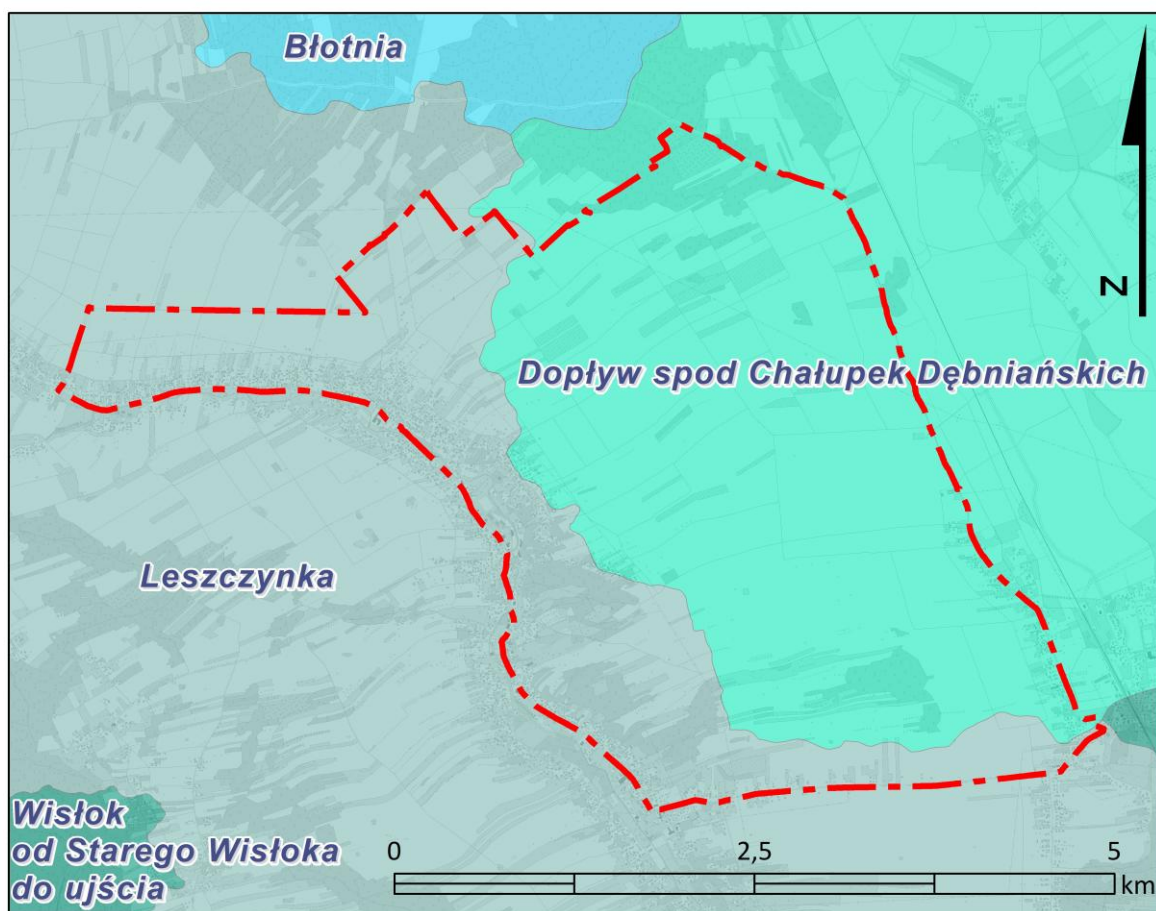 Błotnia
N
Dopływ spod Chałupek Dębniańskich
Leszczynka
Wisłok
od Starego Wisłoka
do ujścia
0 2,5 5
km